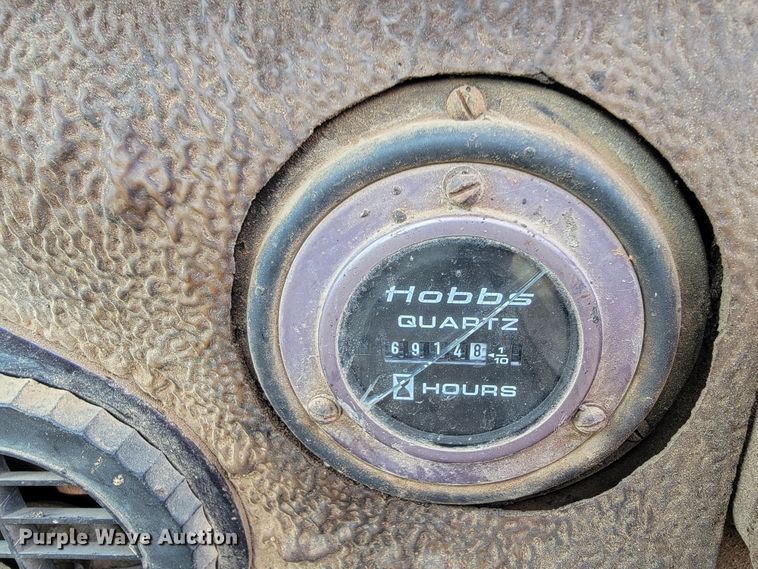 Hobbs
QUARTZ
69148 ◄1/10
HOURS
Purple Wave Auction